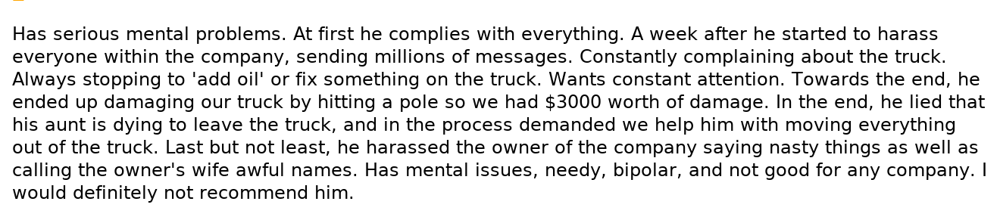 Has serious mental problems. At first he complies with everything. A week after he started to harass
everyone within the company, sending millions of messages. Constantly complaining about the truck.
Always stopping to 'add oil' or fix something on the truck. Wants constant attention. Towards the end, he
ended up damaging our truck by hitting a pole so we had $3000 worth of damage. In the end, he lied that
his aunt is dying to leave the truck, and in the process demanded we help him with moving everything
out of the truck. Last but not least, he harassed the owner of the company saying nasty things as well as
calling the owner's wife awful names. Has mental issues, needy, bipolar, and not good for any company. I
would definitely not recommend him.